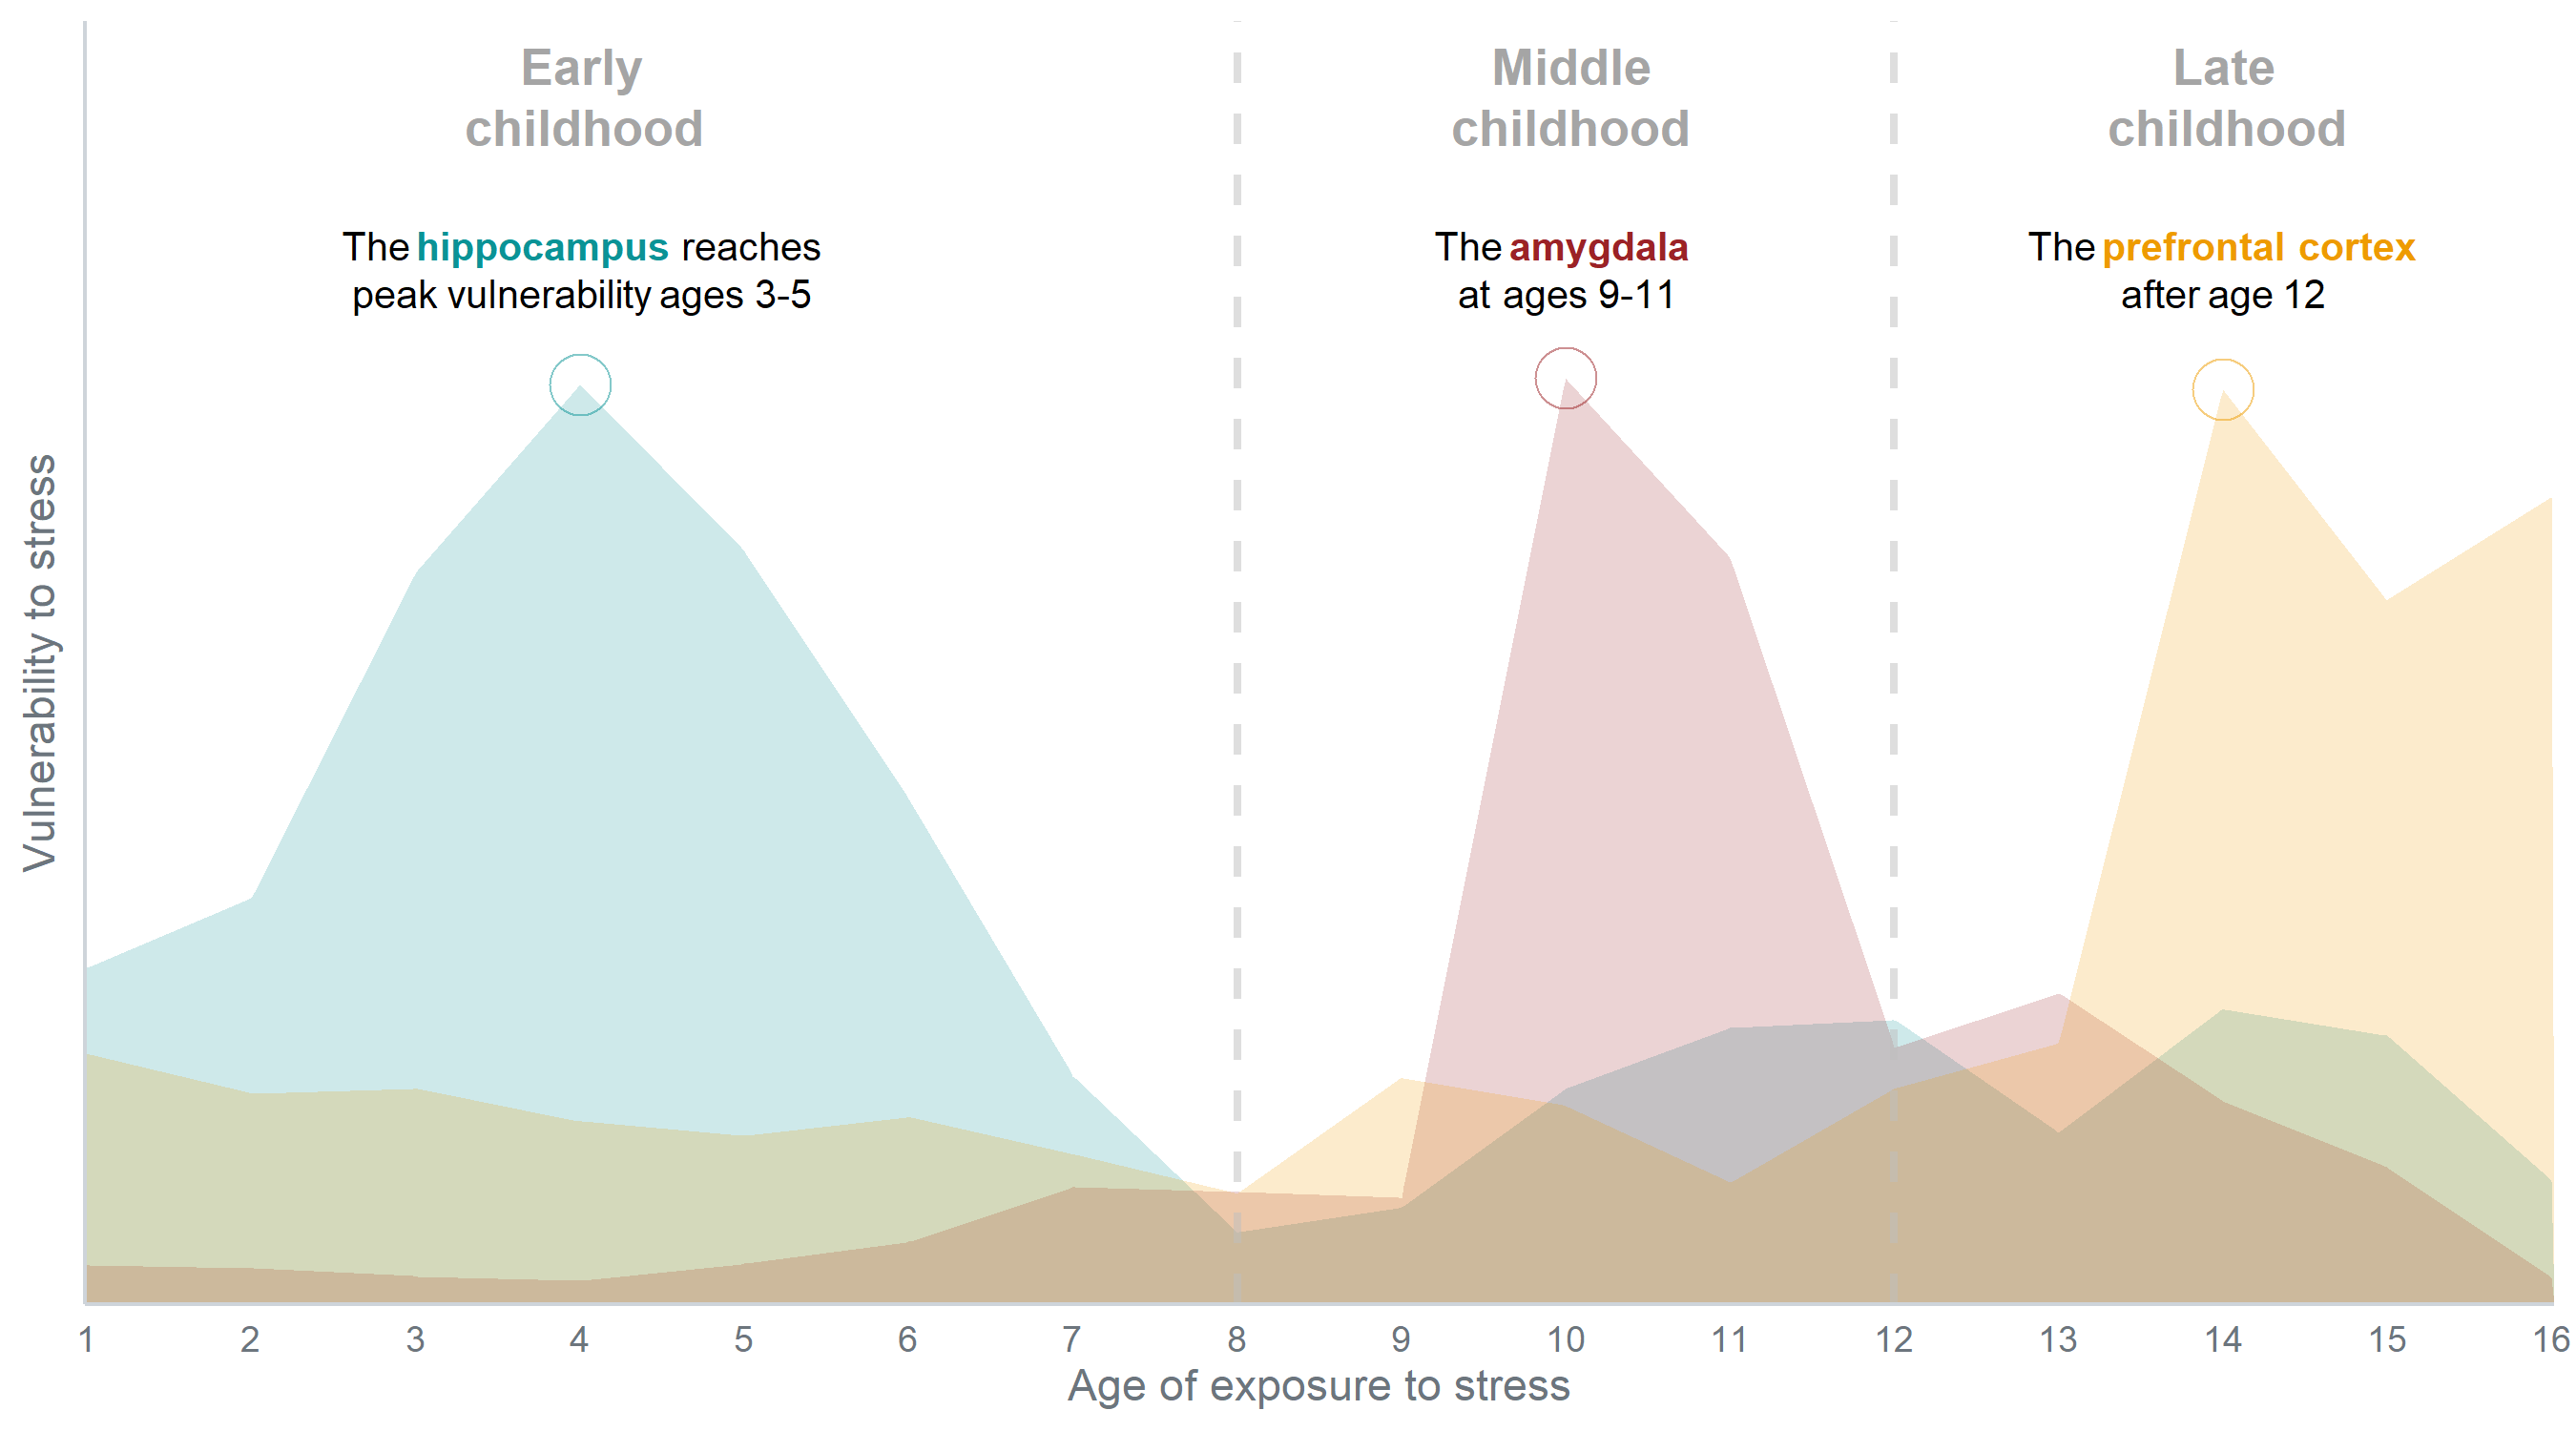 Early
childhood
Middle
childhood
Late
childhood
The hippocampus reaches
peak vulnerability ages 3-5
The amygdala
at ages 9-11
The prefrontal cortex
after age 12
Vulnerability to stress
1 2 3 4 5 6 7 8 9 10 11 12 13 14 15 16
Age of exposure to stress